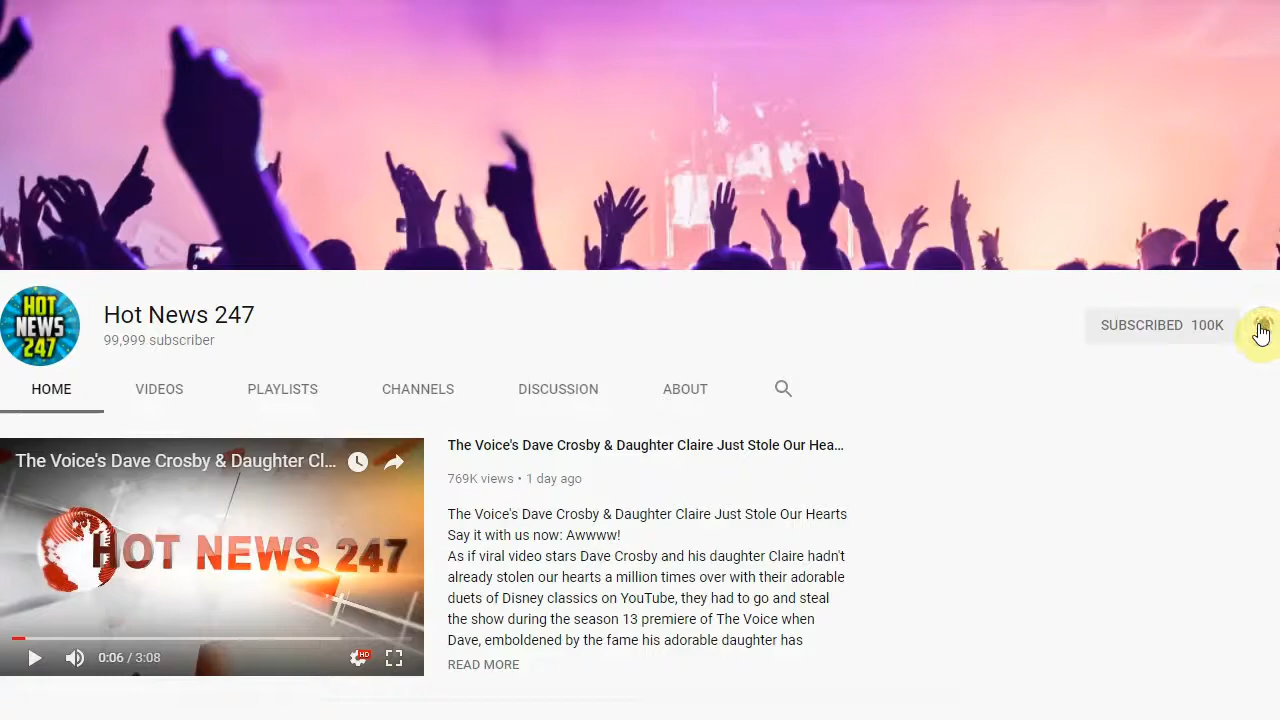 HOT
NEWS
247
Hot News 247
99,999 subscriber
SUBSCRIBED 100K
HOME VIDEOS PLAYLISTS CHANNELS DISCUSSION ABOUT
The Voice's Dave Crosby & Daughter Cl...
HOT NEWS 247
0:06 / 3:08
HD
The Voice's Dave Crosby & Daughter Claire Just Stole Our Hea...
769K views • 1 day ago
The Voice's Dave Crosby & Daughter Claire Just Stole Our Hearts
Say it with us now: Awwww!
As if viral video stars Dave Crosby and his daughter Claire hadn't
already stolen our hearts a million times over with their adorable
duets of Disney classics on YouTube, they had to go and steal
the show during the season 13 premiere of The Voice when
Dave, emboldened by the fame his adorable daughter has
READ MORE